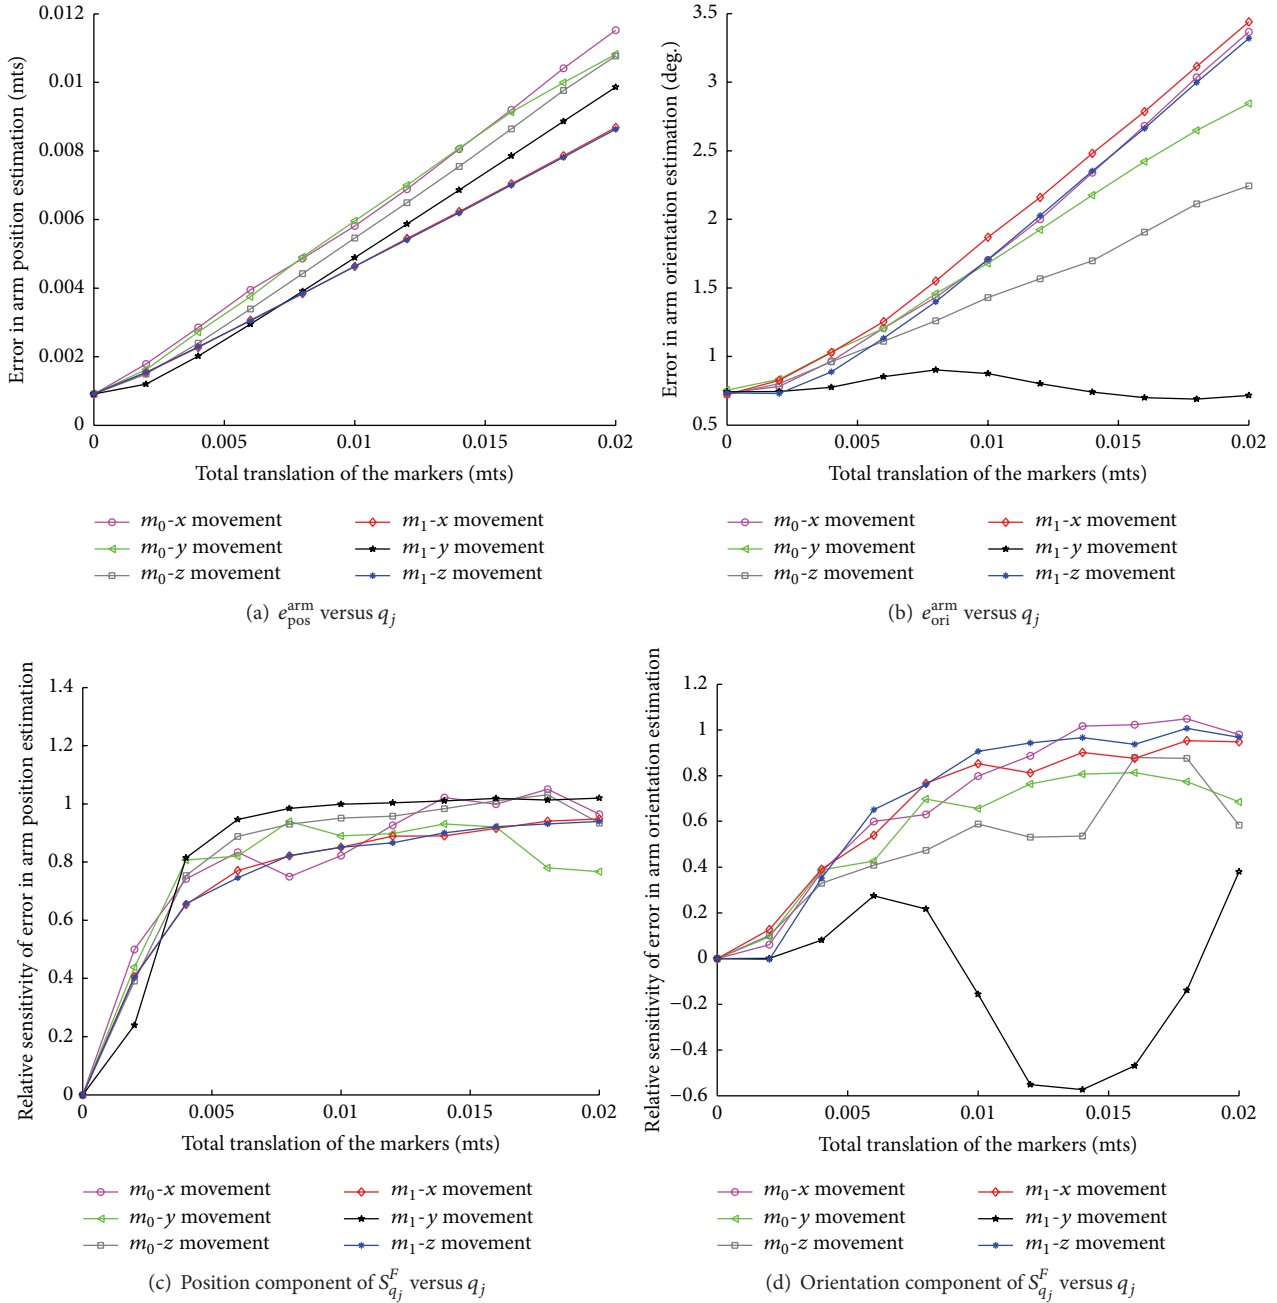 Error in arm position estimation (mts)
0.012
0.01
0.008
0.006
0.004
0.002
0
0 0.005 0.01 0.015 0.02
Total translation of the markers (mts)
m0-x movement m1-x movement
m0-y movement m1-y movement
m0-z movement m1-z movement
(a) e^arm_pos versus q_j
Error in arm orientation estimation (deg.)
3.5
3
2.5
2
1.5
1
0.5
0 0.005 0.01 0.015 0.02
Total translation of the markers (mts)
m0-x movement m1-x movement
m0-y movement m1-y movement
m0-z movement m1-z movement
(b) e^arm_ori versus q_j
Relative sensitivity of error in arm position estimation
1.4
1.2
1
0.8
0.6
0.4
0.2
0
0 0.005 0.01 0.015 0.02
Total translation of the markers (mts)
m0-x movement m1-x movement
m0-y movement m1-y movement
m0-z movement m1-z movement
(c) Position component of S^F_{q_j} versus q_j
Relative sensitivity of error in arm orientation estimation
1.2
1
0.8
0.6
0.4
0.2
0
−0.2
−0.4
−0.6
0 0.005 0.01 0.015 0.02
Total translation of the markers (mts)
m0-x movement m1-x movement
m0-y movement m1-y movement
m0-z movement m1-z movement
(d) Orientation component of S^F_{q_j} versus q_j